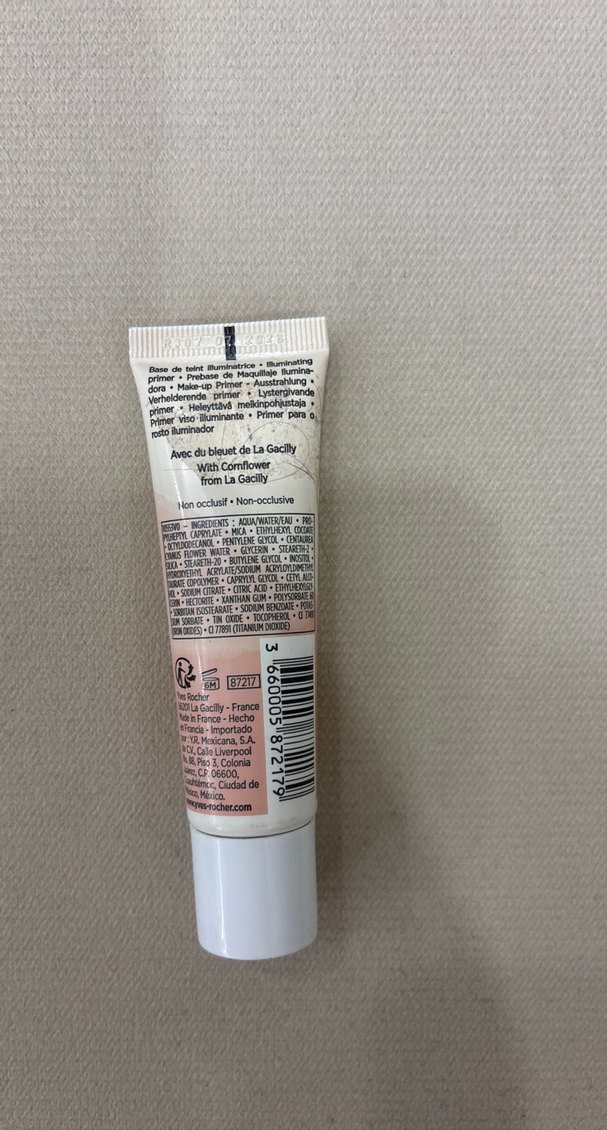 Base de teint illuminatrice • Illuminating
primer • Prebase de Maquillaje Ilumina-
dora • Make-up Primer - Ausstrahlung •
Verhelderende primer • Lystergivande
primer • Heleyttävä meikinpohjustaja •
Primer viso illuminante • Primer para o
rosto iluminador
Avec du bleuet de La Gacilly
With Cornflower
from La Gacilly
Non occlusif • Non-occlusive
INGREDIENTS : AQUA/WATER/EAU • PRO-
PYLHEPTYL CAPRYLATE • MICA • ETHYLHEXYL COCOATE
• OCTYLDODECANOL • PENTYLENE GLYCOL • CENTAUREA
CYANUS FLOWER WATER • GLYCERIN • STEARETH-2 •
SILICA • STEARETH-20 • BUTYLENE GLYCOL • INOSITOL •
HYDROXYETHYL ACRYLATE/SODIUM ACRYLOYLDIMETHYL
TAURATE COPOLYMER • CAPRYLYL GLYCOL • CETYL ALCO-
HOL • SODIUM CITRATE • CITRIC ACID • ETHYLHEXYLGLY-
CERIN • HECTORITE • XANTHAN GUM • POLYSORBATE 60
• SORBITAN ISOSTEARATE • SODIUM BENZOATE • POTAS-
SIUM SORBATE • TIN OXIDE • TOCOPHEROL • CI 77491
(IRON OXIDES) • CI 77891 (TITANIUM DIOXIDE)
6M
87217
Yves Rocher
56201 La Gacilly - France
Made in France - Hecho
en Francia - Importado
por : Y.R. Mexicana, S.A.
de CV., Calle Liverpool
No. 88, Piso 3, Colonia
Juárez, C.P. 06600,
Cuauhtémoc, Ciudad de
México, México.
www.yves-rocher.com
3 660005 872179